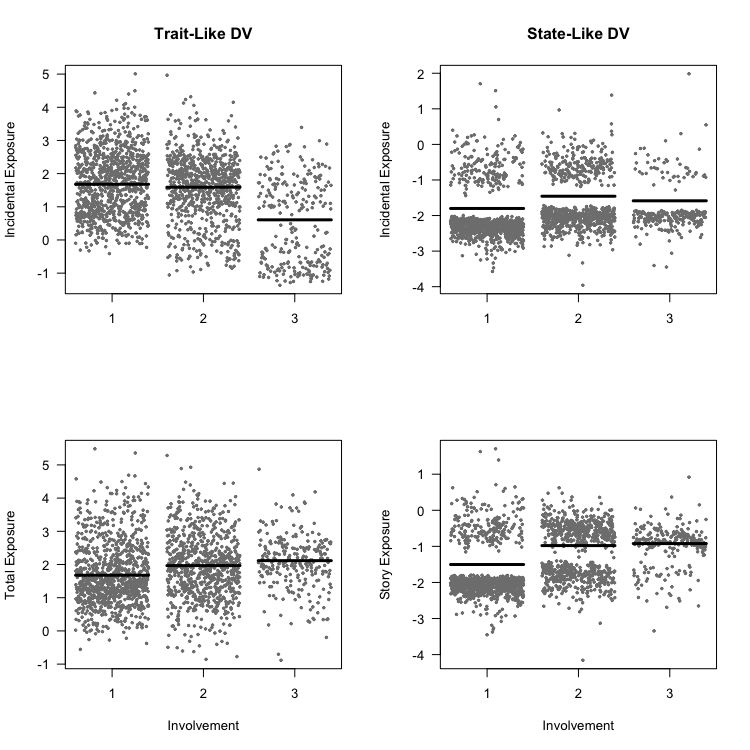 Trait-Like DV
Incidental Exposure
5
4
3
2
1
0
-1
1 2 3
State-Like DV
Incidental Exposure
2
1
0
-1
-2
-3
-4
1 2 3
Total Exposure
5
4
3
2
1
0
-1
1 2 3
Involvement
Story Exposure
1
0
-1
-2
-3
-4
1 2 3
Involvement